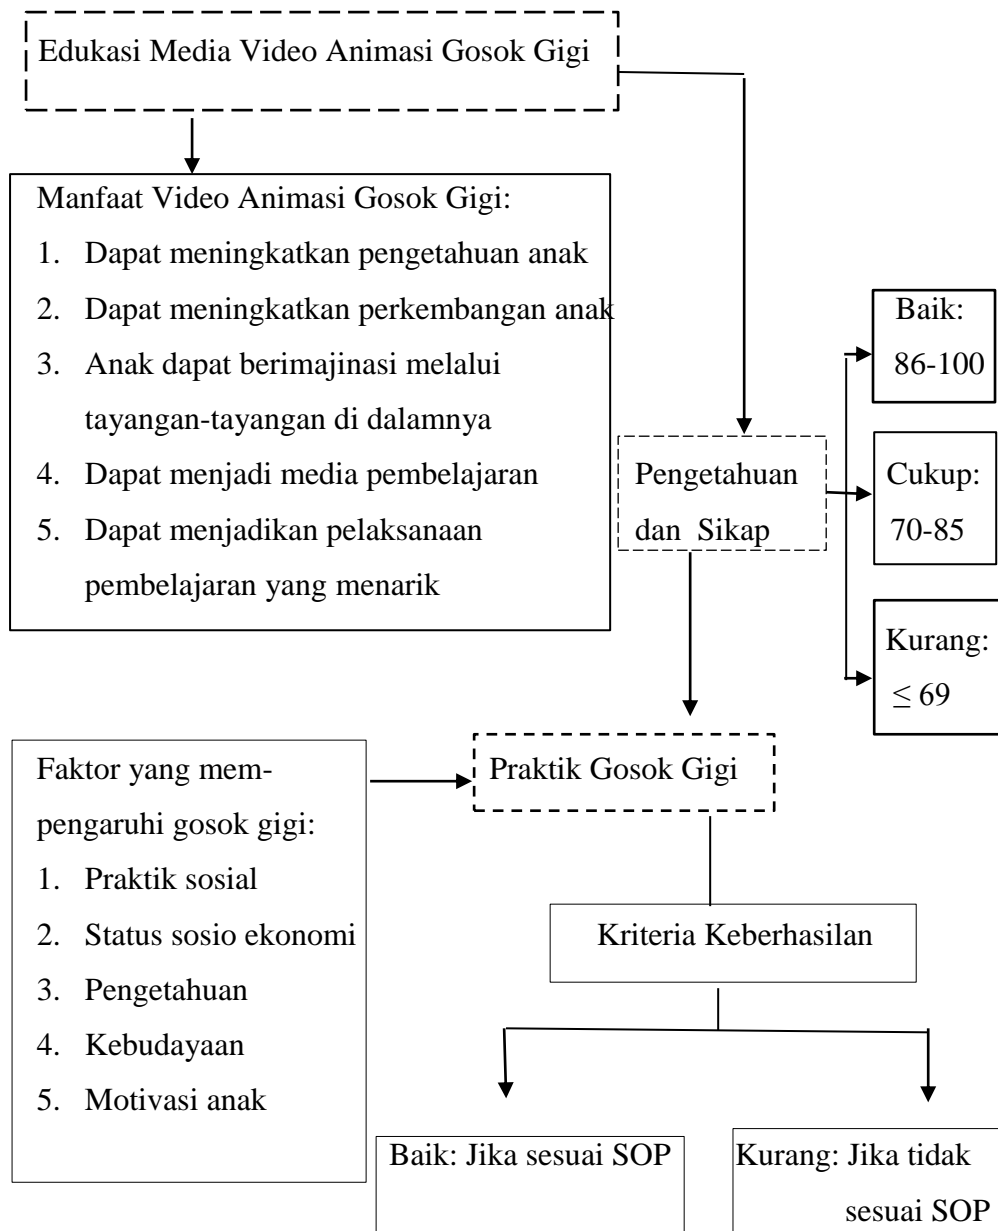 Edukasi Media Video Animasi Gosok Gigi
Manfaat Video Animasi Gosok Gigi:
1. Dapat meningkatkan pengetahuan anak
2. Dapat meningkatkan perkembangan anak
3. Anak dapat berimajinasi melalui
tayangan-tayangan di dalamnya
4. Dapat menjadi media pembelajaran
5. Dapat menjadikan pelaksanaan
pembelajaran yang menarik
Pengetahuan
dan Sikap
Baik:
86-100
Cukup:
70-85
Kurang:
≤ 69
Faktor yang mem-
pengaruhi gosok gigi:
1. Praktik sosial
2. Status sosio ekonomi
3. Pengetahuan
4. Kebudayaan
5. Motivasi anak
Praktik Gosok Gigi
Kriteria Keberhasilan
Baik: Jika sesuai SOP
Kurang: Jika tidak
sesuai SOP